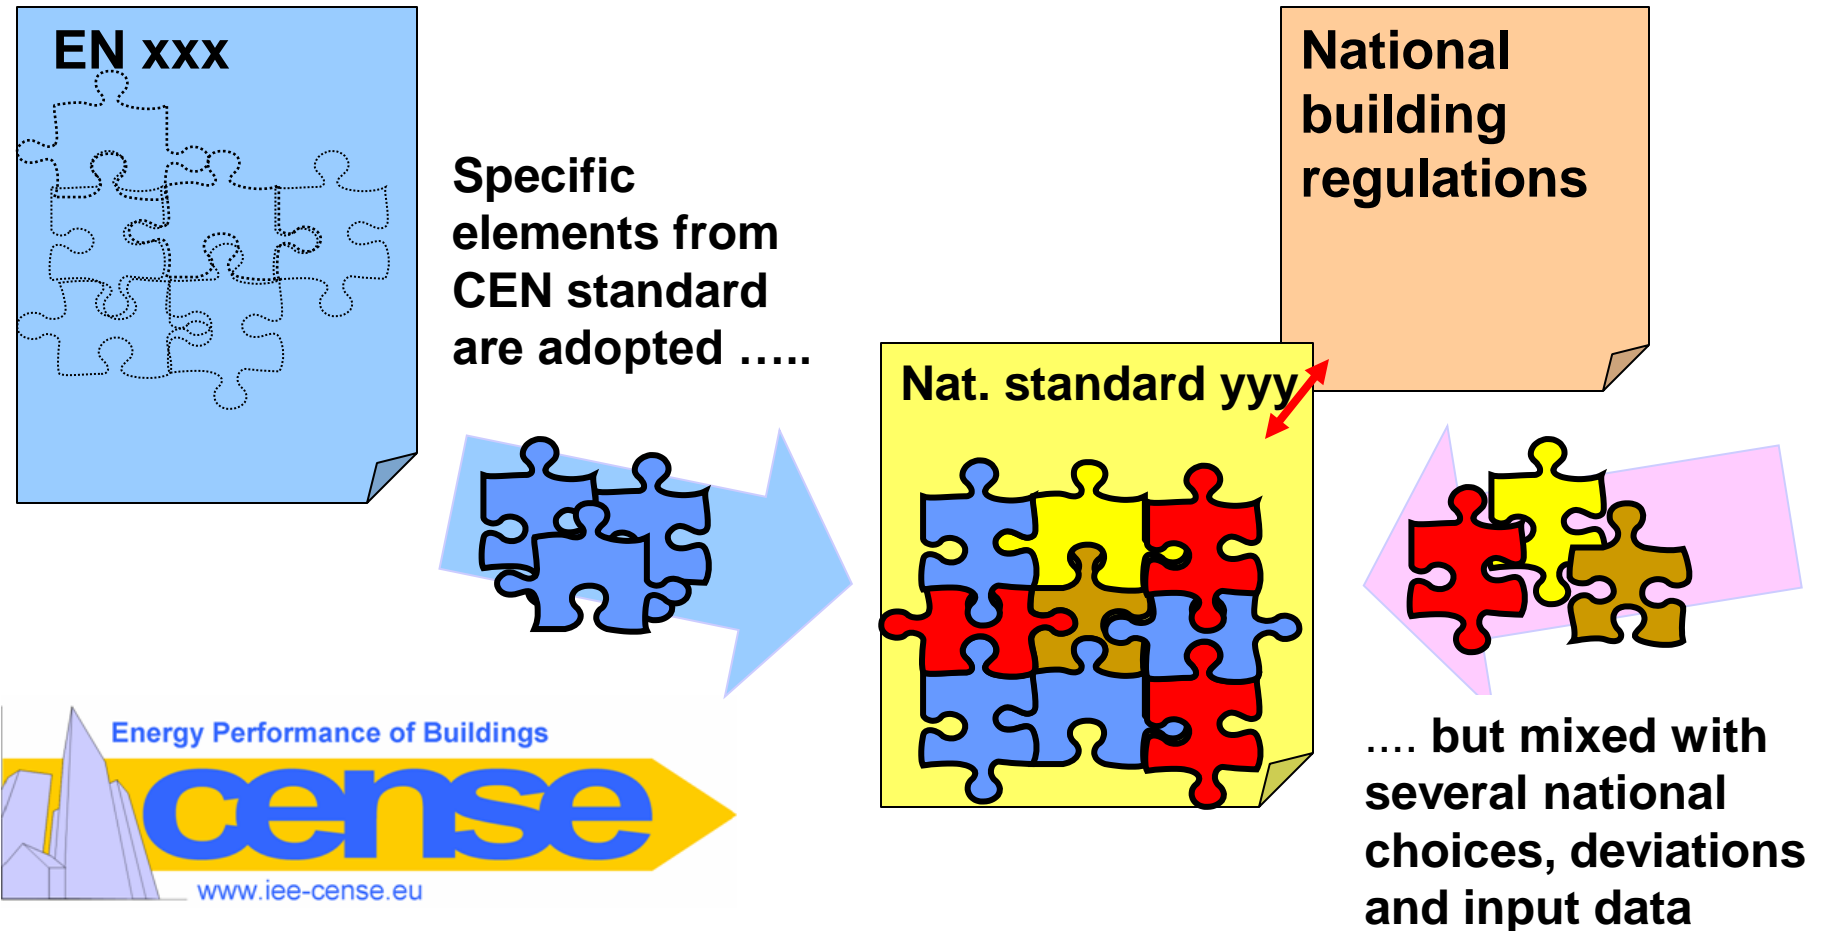 EN xxx
Specific
elements from
CEN standard
are adopted …..
National
building
regulations
Nat. standard yyy
.... but mixed with
several national
choices, deviations
and input data
Energy Performance of Buildings
cense
www.iee-cense.eu